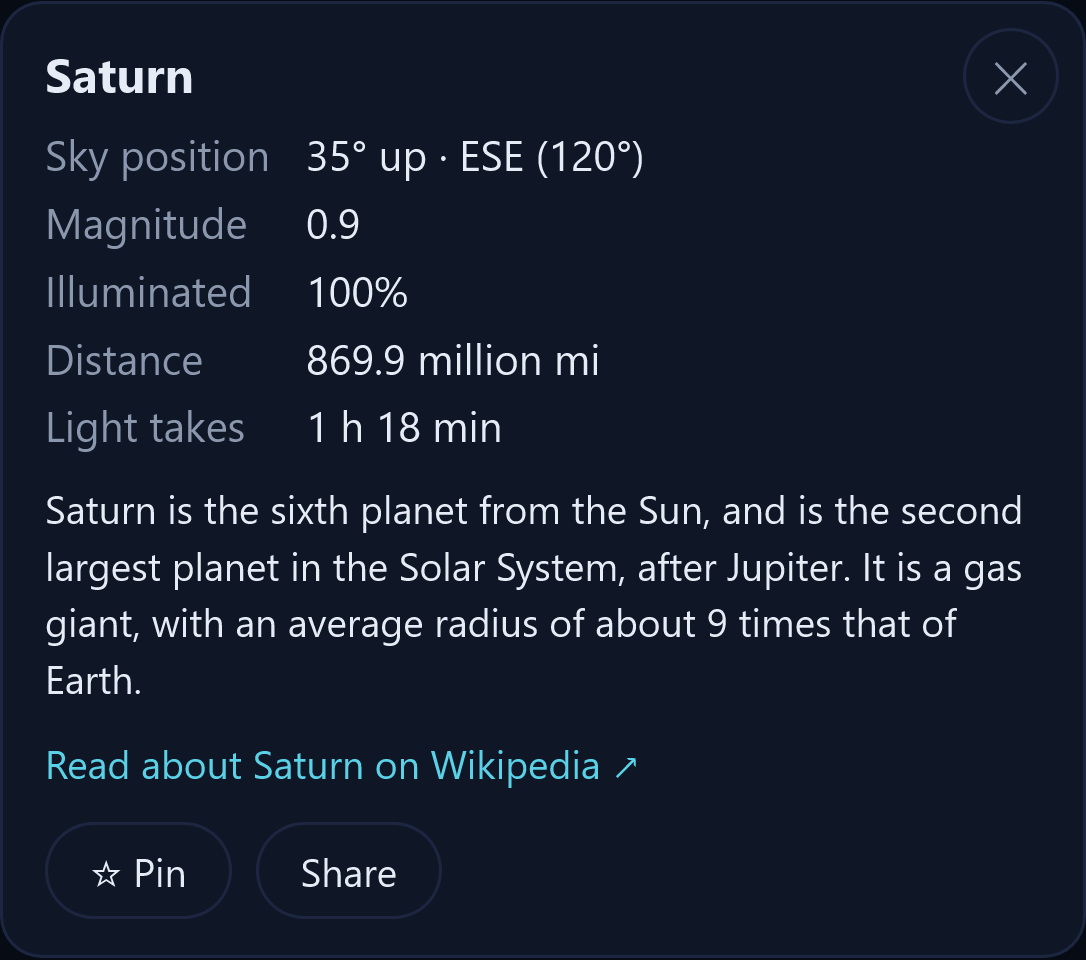 Saturn
Sky position 35° up · ESE (120°)
Magnitude 0.9
Illuminated 100%
Distance 869.9 million mi
Light takes 1 h 18 min
Saturn is the sixth planet from the Sun, and is the second
largest planet in the Solar System, after Jupiter. It is a gas
giant, with an average radius of about 9 times that of
Earth.
Read about Saturn on Wikipedia ↗
☆ Pin Share